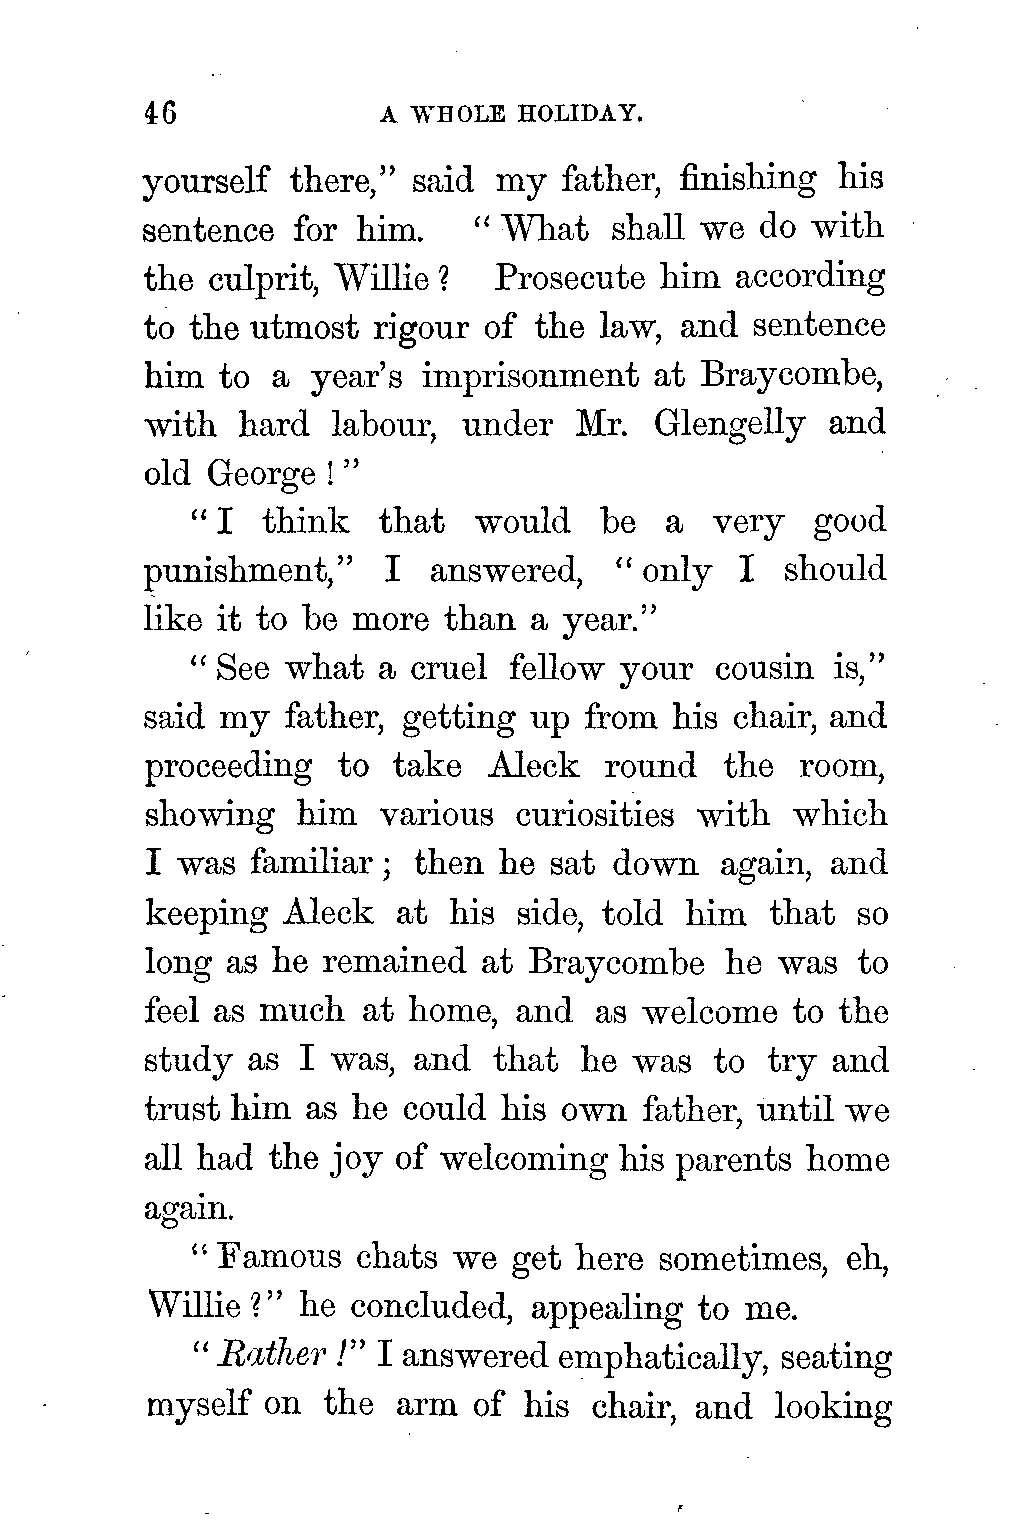 46 A WHOLE HOLIDAY.
yourself there,” said my father, finishing his
sentence for him. “ What shall we do with
the culprit, Willie ? Prosecute him according
to the utmost rigour of the law, and sentence
him to a year’s imprisonment at Braycombe,
with hard labour, under Mr. Glengelly and
old George ! ”
“ I think that would be a very good
punishment,” I answered, “ only I should
like it to be more than a year.”
“ See what a cruel fellow your cousin is,”
said my father, getting up from his chair, and
proceeding to take Aleck round the room,
showing him various curiosities with which
I was familiar ; then he sat down again, and
keeping Aleck at his side, told him that so
long as he remained at Braycombe he was to
feel as much at home, and as welcome to the
study as I was, and that he was to try and
trust him as he could his own father, until we
all had the joy of welcoming his parents home
again.
“ Famous chats we get here sometimes, eh,
Willie ?” he concluded, appealing to me.
“ Rather !” I answered emphatically, seating
myself on the arm of his chair, and looking